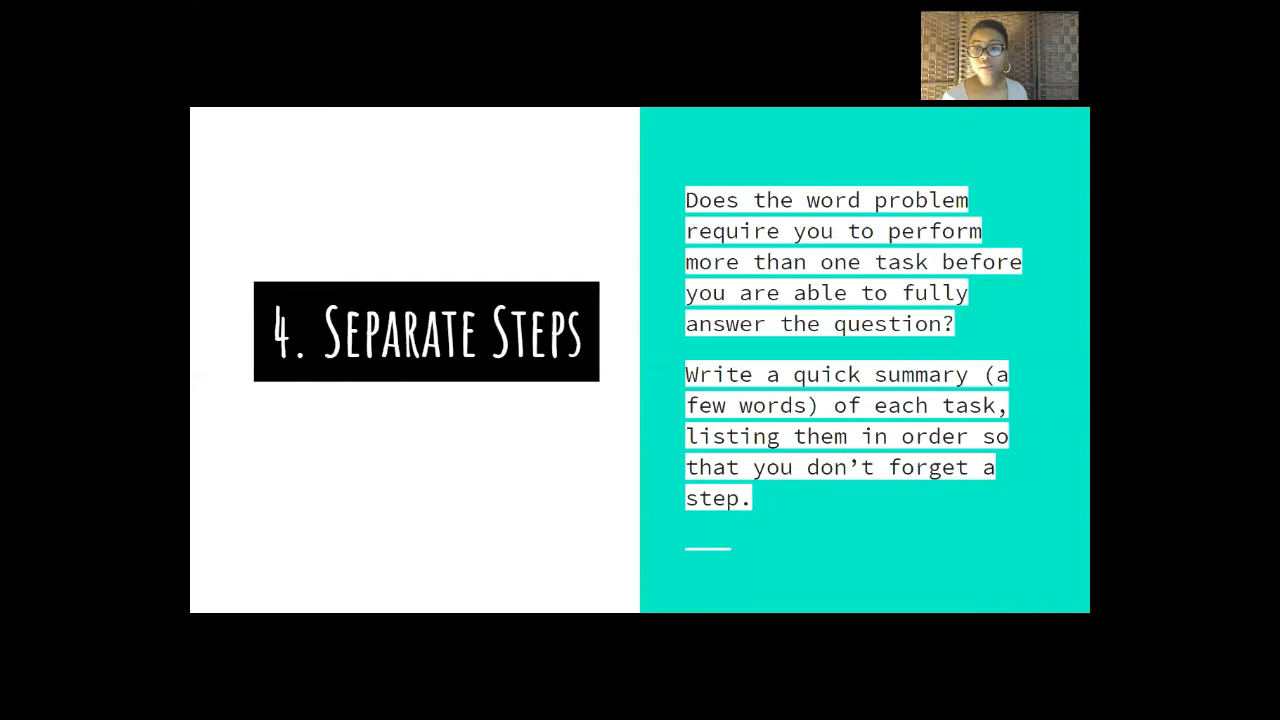 4. Separate Steps
Does the word problem
require you to perform
more than one task before
you are able to fully
answer the question?
Write a quick summary (a
few words) of each task,
listing them in order so
that you don’t forget a
step.